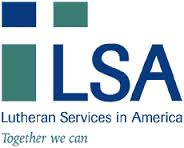 LSA
Lutheran Services in America
Together we can